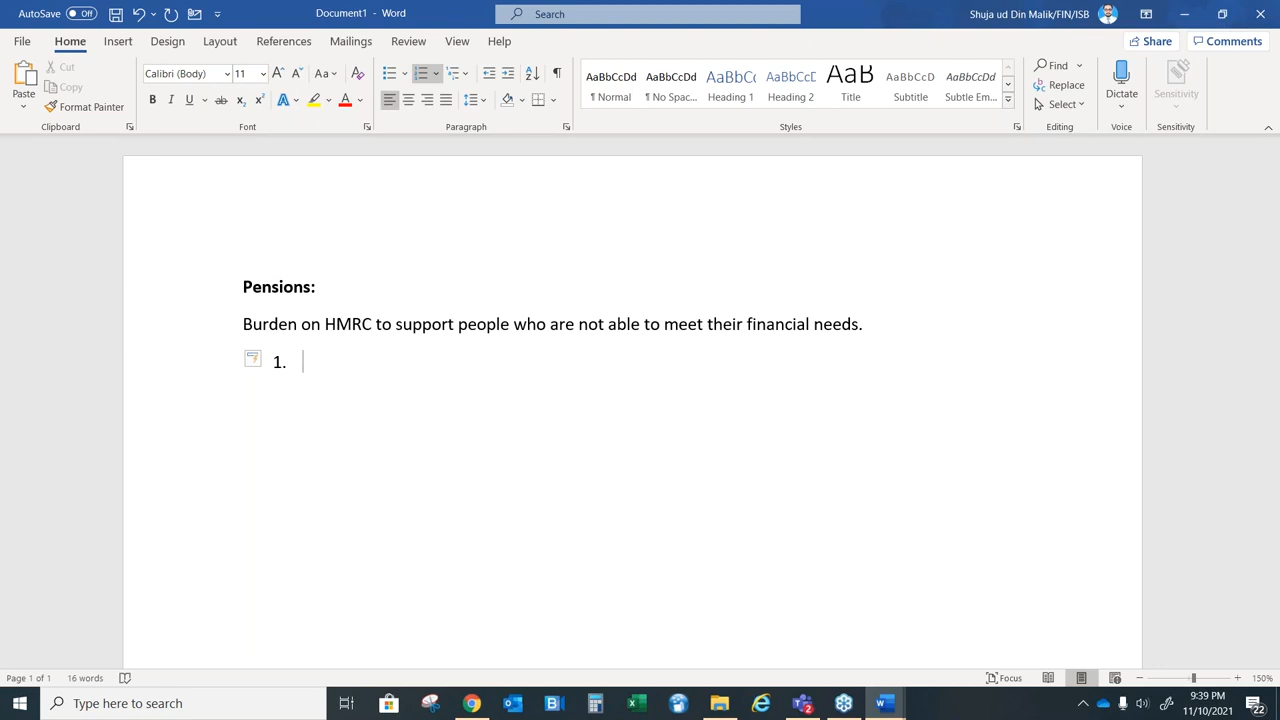 AutoSave Off Document1 - Word Search Shuja ud Din Malik/FIN/ISB
File Home Insert Design Layout References Mailings Review View Help Share Comments
Paste Cut Copy Format Painter
Clipboard
Calibri (Body) 11
Font
Paragraph
AaBbCcDd AaBbCcDd AaBbCc AaBbCcD AaB AaBbCcDd AaBbCcDd
¶ Normal ¶ No Spac... Heading 1 Heading 2 Title Subtitle Subtle Em...
Styles
Find
Replace
Select
Editing
Dictate
Voice
Sensitivity
Sensitivity
Pensions:
Burden on HMRC to support people who are not able to meet their financial needs.
1.
Page 1 of 1 16 words Focus 150%
Type here to search 9:39 PM
11/10/2021 22